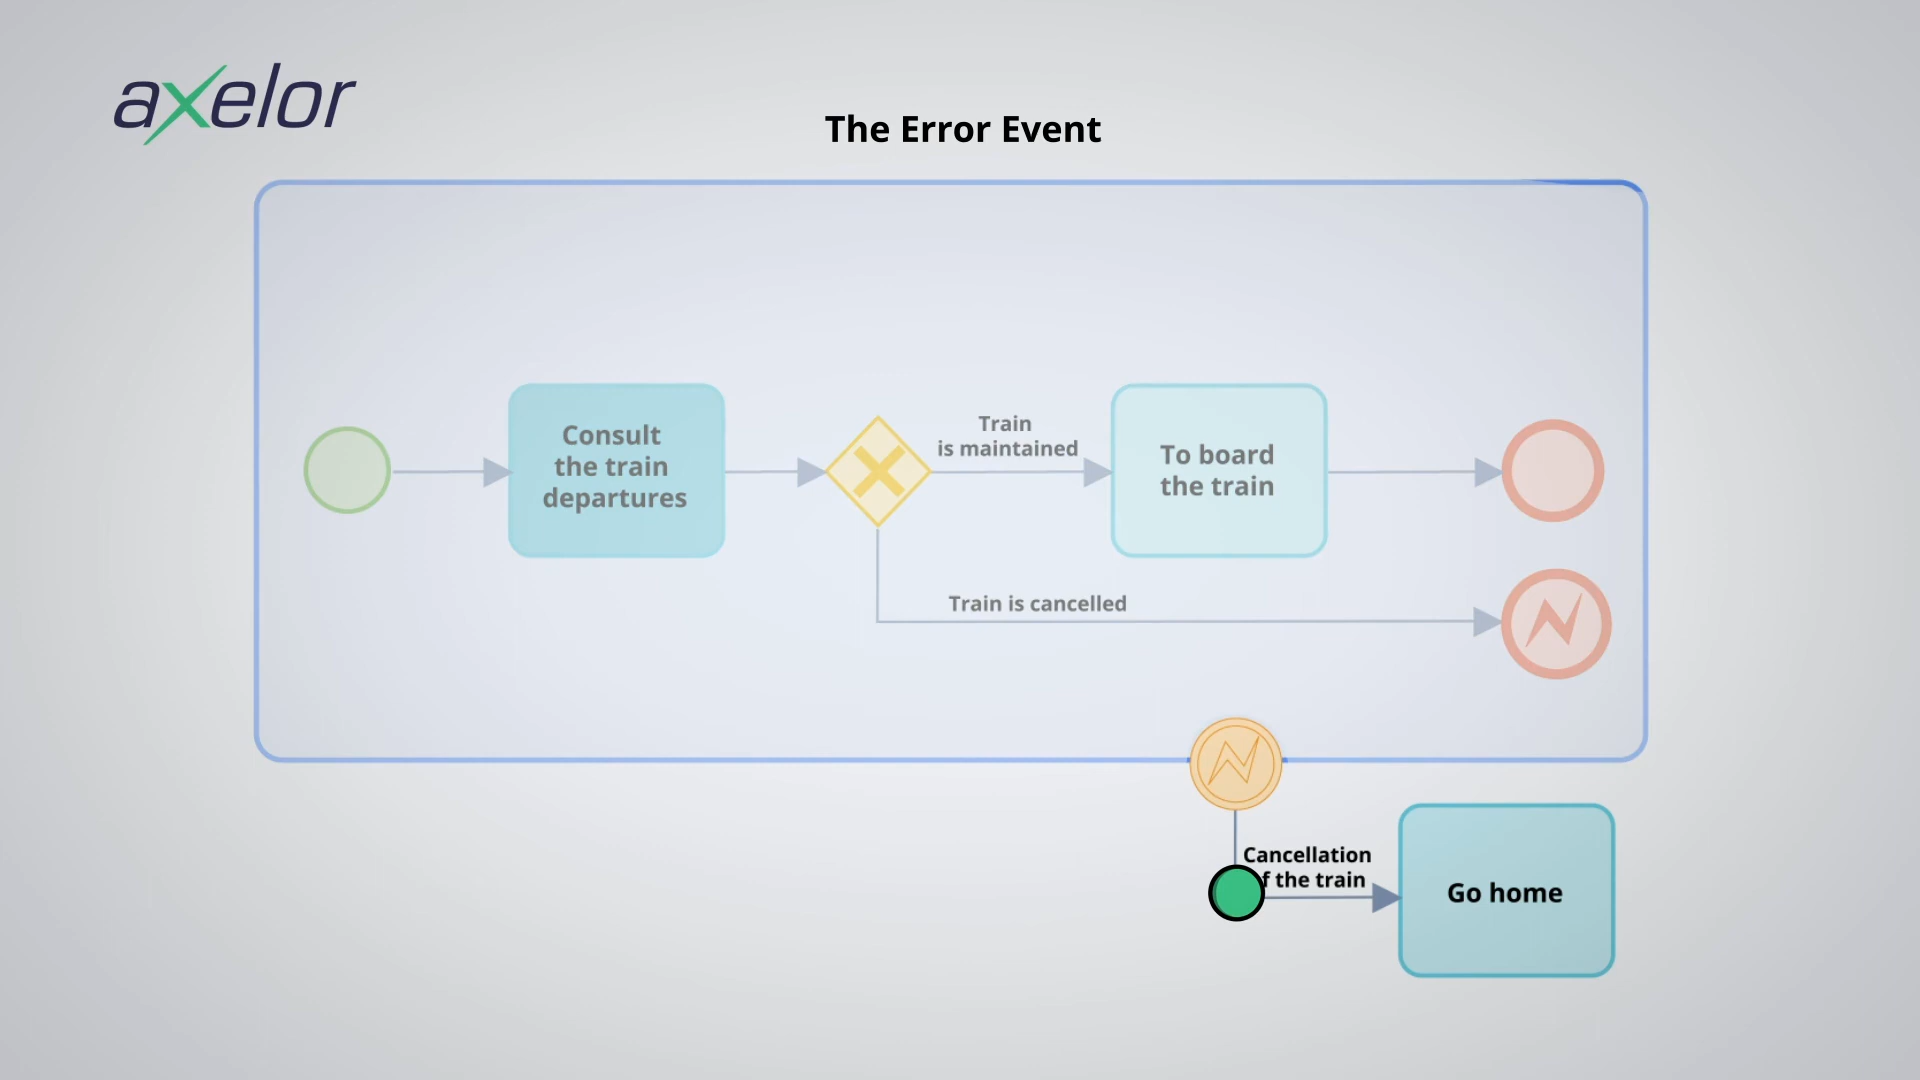 axelor
The Error Event
Consult
the train
departures
Train
is maintained
To board
the train
Train is cancelled
Cancellation
f the train
Go home